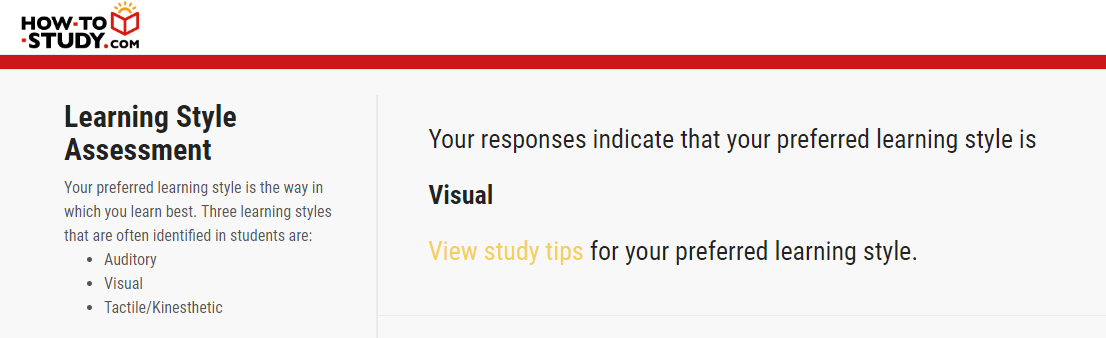 HOW-TO
-STUDY.COM
Learning Style
Assessment
Your preferred learning style is the way in
which you learn best. Three learning styles
that are often identified in students are:
• Auditory
• Visual
• Tactile/Kinesthetic
Your responses indicate that your preferred learning style is
Visual
View study tips for your preferred learning style.